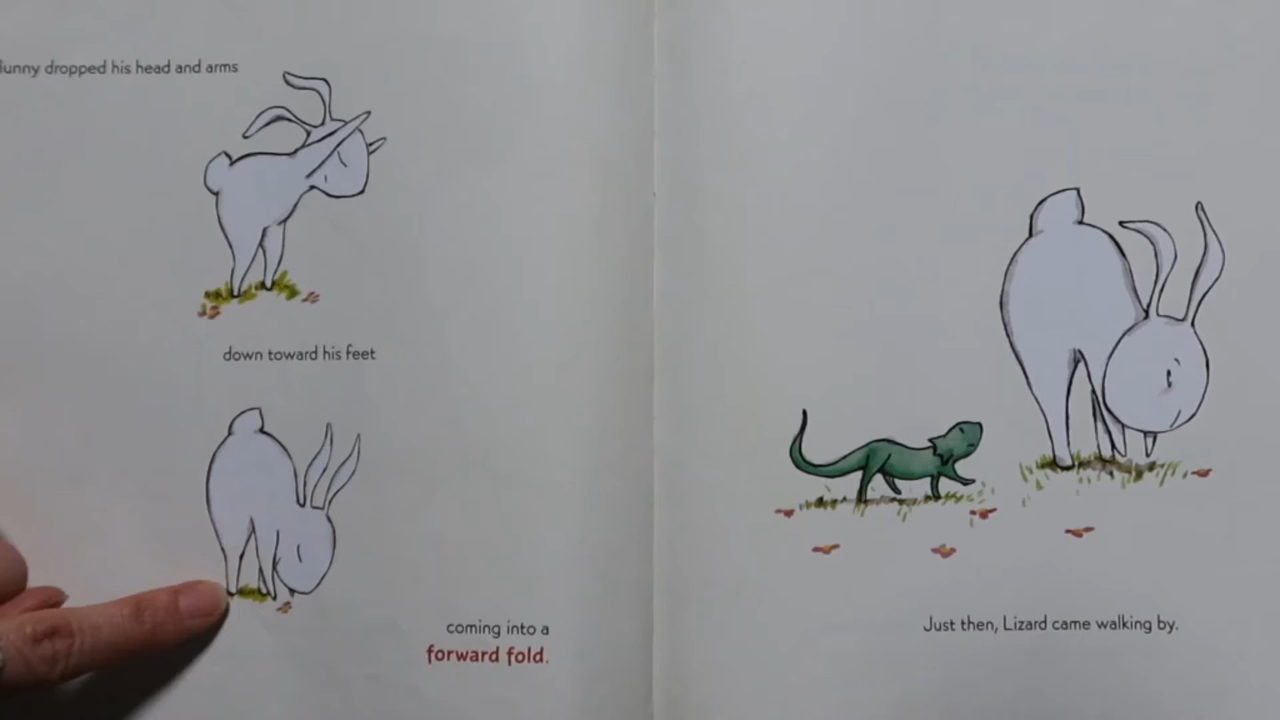 dropped his head and arms
down toward his feet
coming into a
forward fold.
Just then, Lizard came walking by.